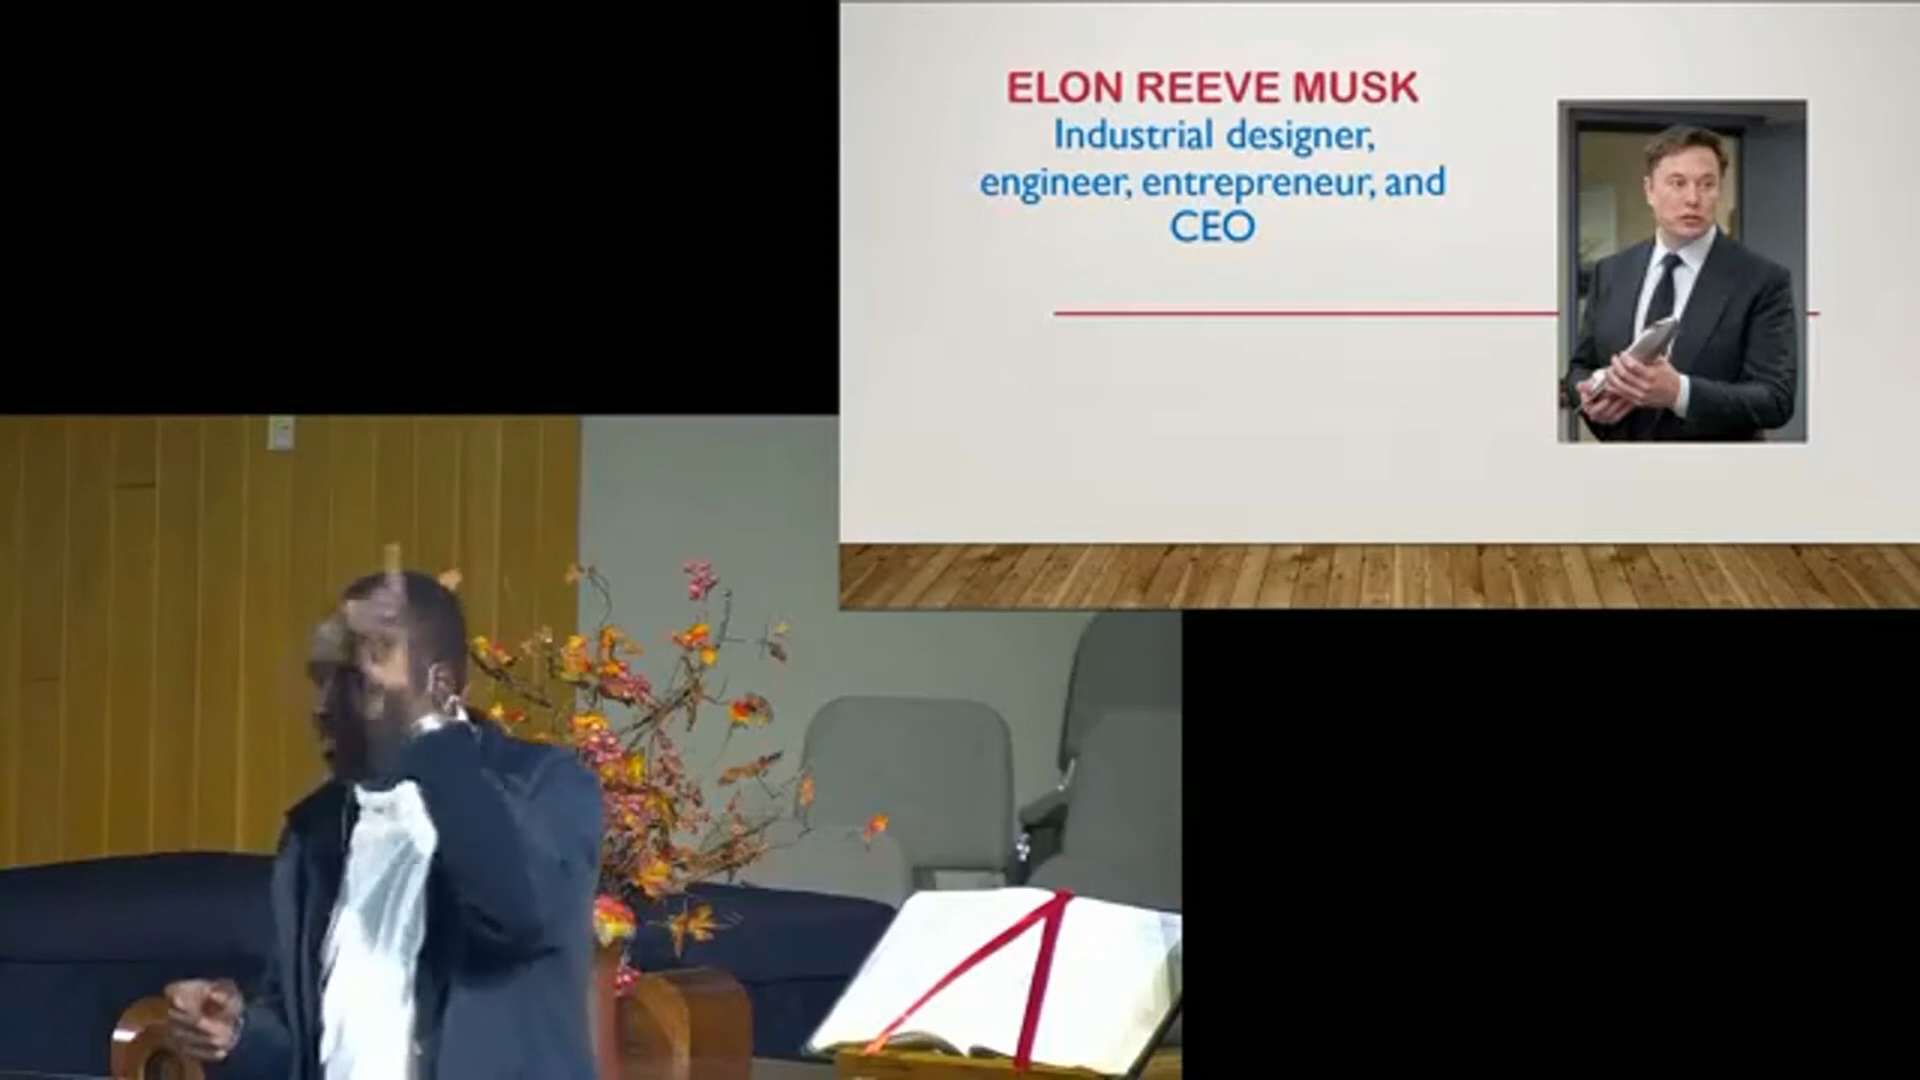 ELON REEVE MUSK
Industrial designer,
engineer, entrepreneur, and
CEO